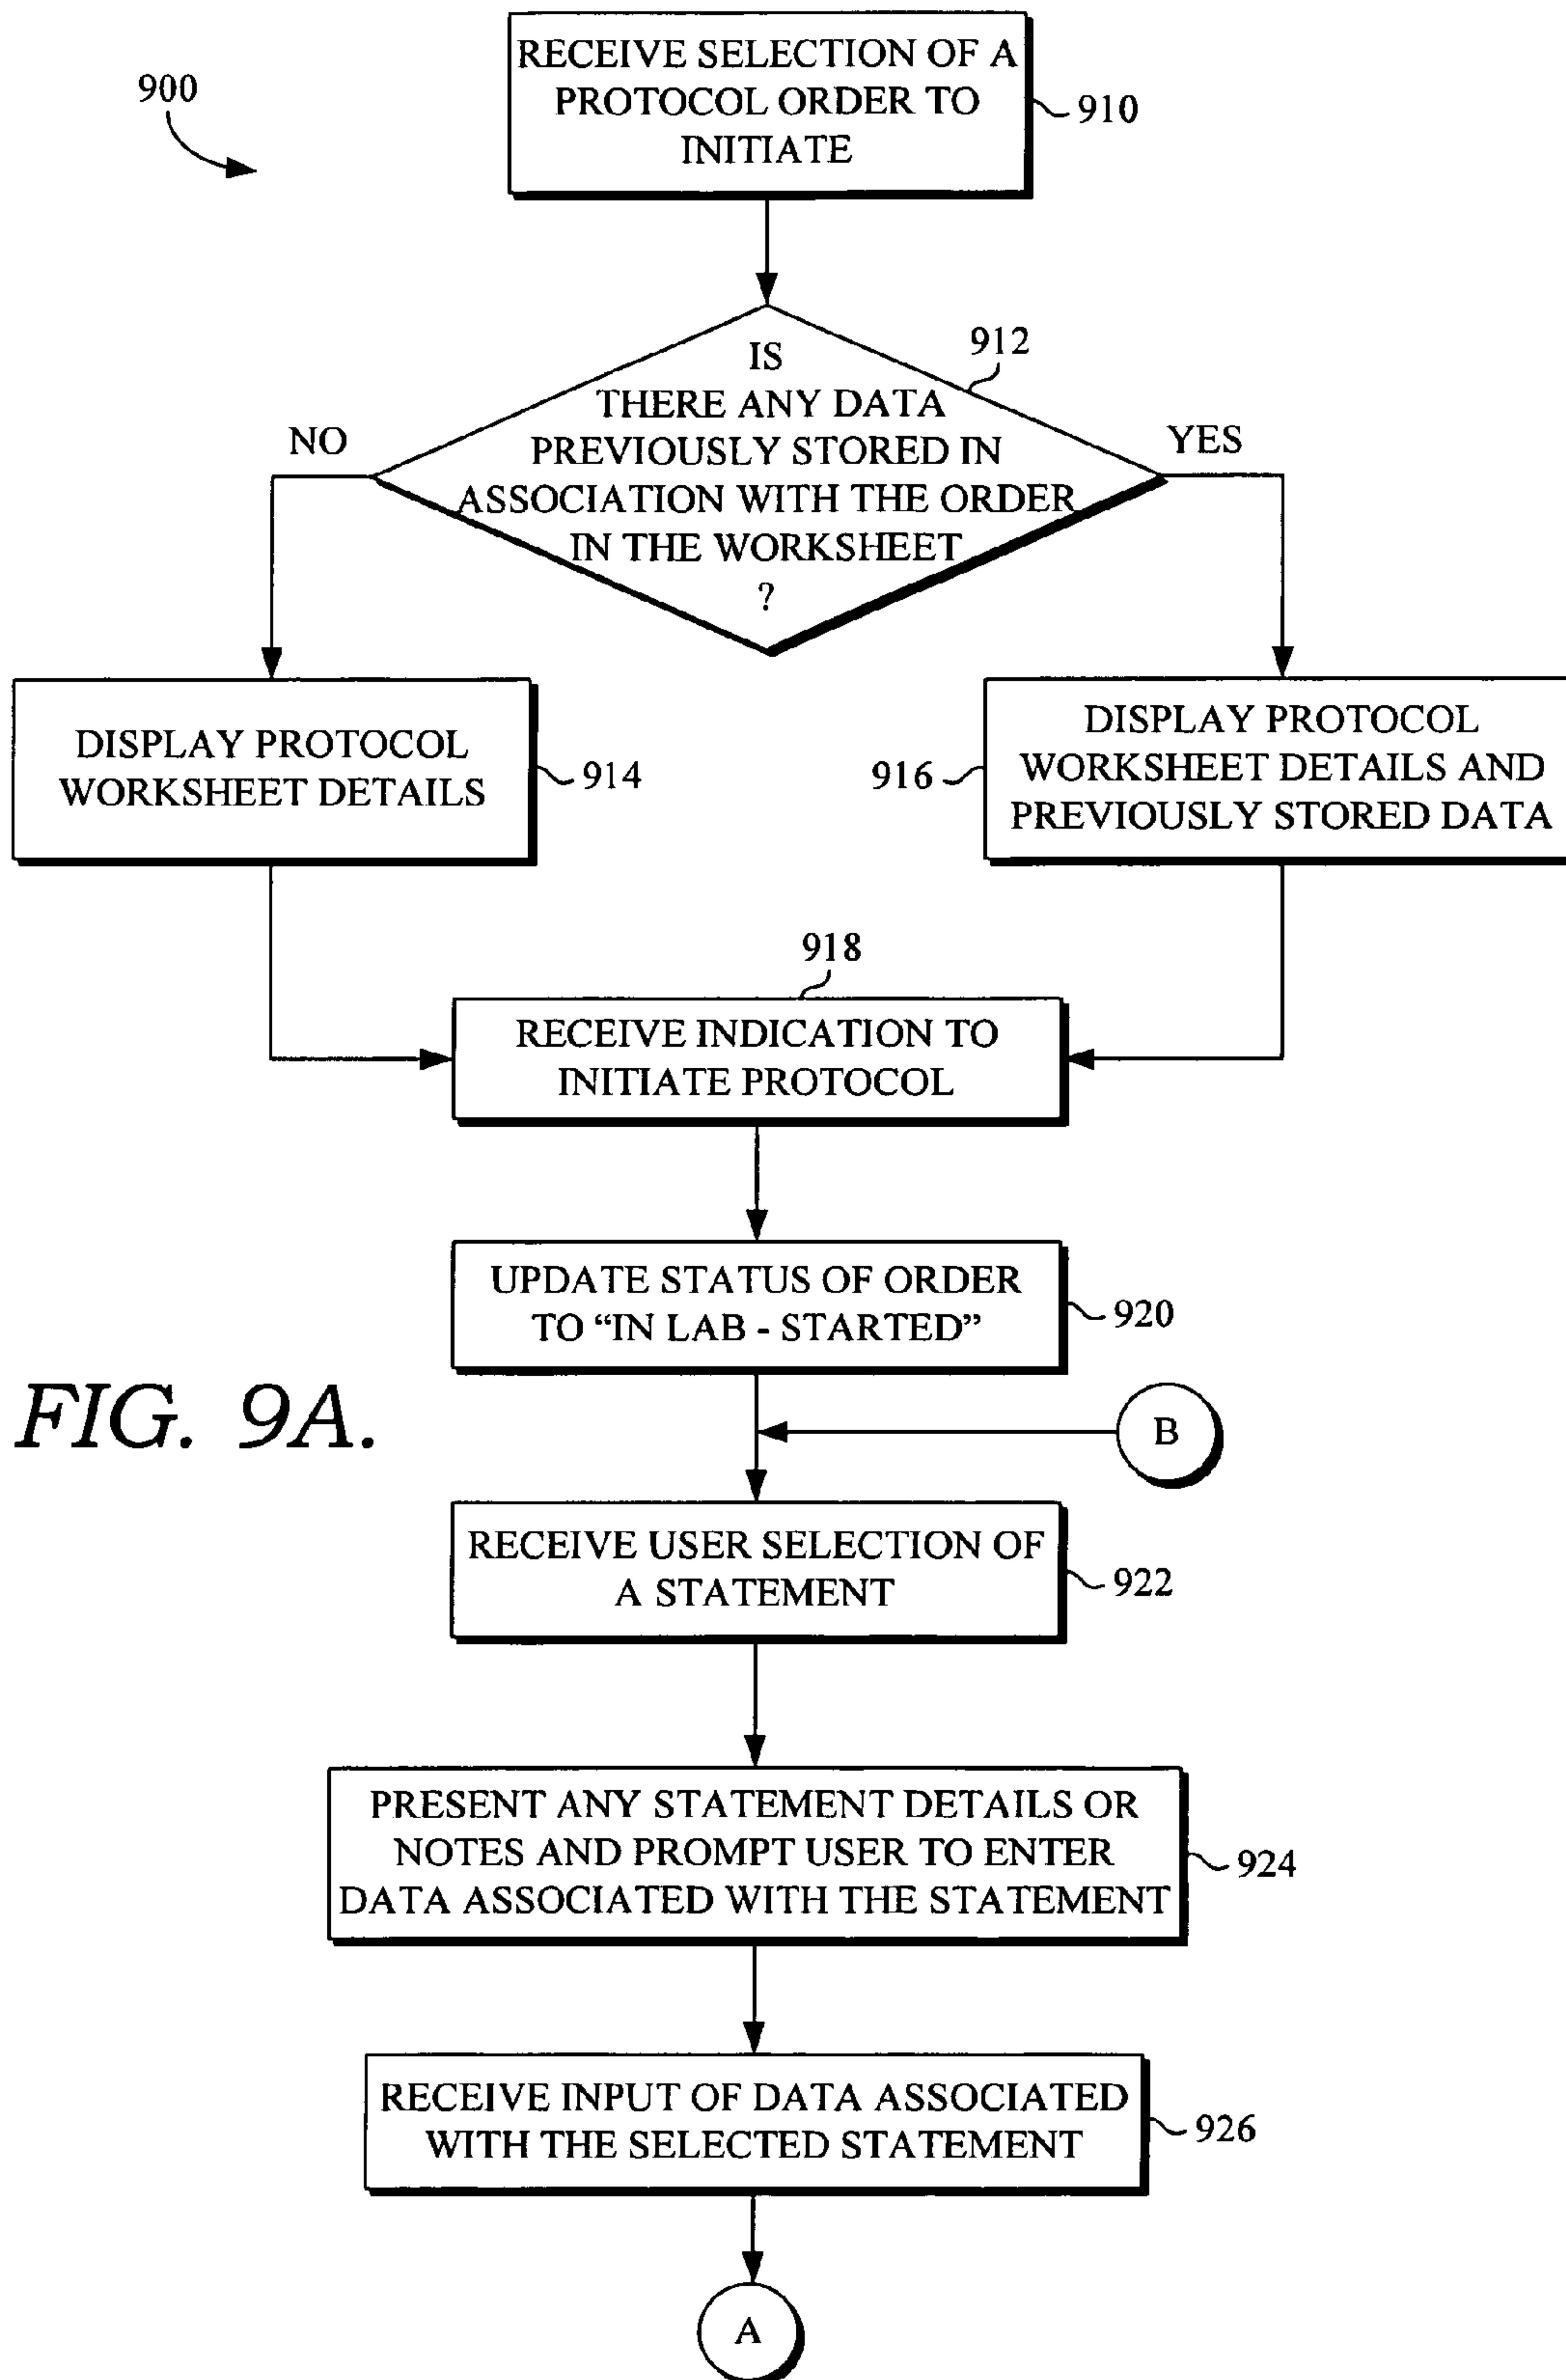 RECEIVE SELECTION OF A
PROTOCOL ORDER TO
INITIATE
900
910
912
IS
THERE ANY DATA
PREVIOUSLY STORED IN
ASSOCIATION WITH THE ORDER
IN THE WORKSHEET
?
NO
YES
DISPLAY PROTOCOL
WORKSHEET DETAILS
914
DISPLAY PROTOCOL
WORKSHEET DETAILS AND
PREVIOUSLY STORED DATA
916
918
RECEIVE INDICATION TO
INITIATE PROTOCOL
UPDATE STATUS OF ORDER
TO “IN LAB - STARTED”
920
FIG. 9A.
B
RECEIVE USER SELECTION OF
A STATEMENT
922
PRESENT ANY STATEMENT DETAILS OR
NOTES AND PROMPT USER TO ENTER
DATA ASSOCIATED WITH THE STATEMENT
924
RECEIVE INPUT OF DATA ASSOCIATED
WITH THE SELECTED STATEMENT
926
A